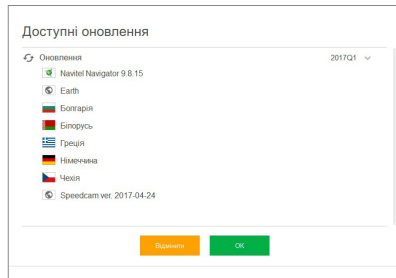 Доступні оновлення
Оновлення 2017Q1
Navitel Navigator 9.8.15
Earth
Болгарія
Білорусь
Греція
Німеччина
Чехія
Speedcam ver. 2017-04-24
Відмінити OK